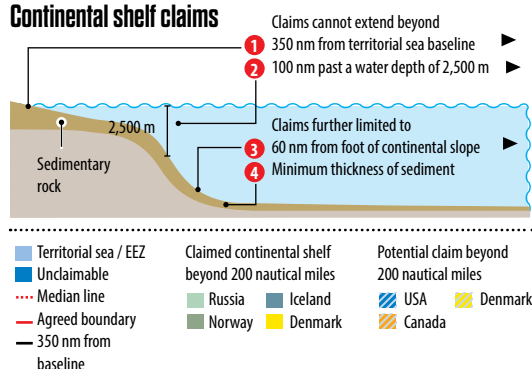 Continental shelf claims
Claims cannot extend beyond
1 350 nm from territorial sea baseline
2 100 nm past a water depth of 2,500 m
2,500 m
Claims further limited to
3 60 nm from foot of continental slope
4 Minimum thickness of sediment
Sedimentary
rock
Territorial sea / EEZ
Unclaimable
Median line
Agreed boundary
350 nm from
baseline
Claimed continental shelf
beyond 200 nautical miles
Russia
Iceland
Norway
Denmark
Potential claim beyond
200 nautical miles
USA
Denmark
Canada